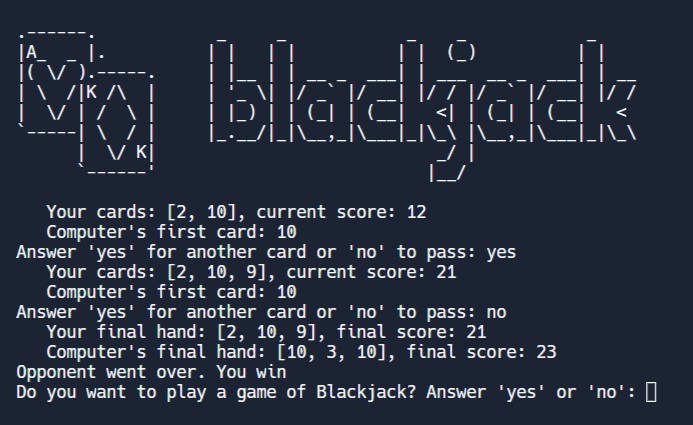 A
K
K
blackjack
Your cards: [2, 10], current score: 12
Computer's first card: 10
Answer 'yes' for another card or 'no' to pass: yes
Your cards: [2, 10, 9], current score: 21
Computer's first card: 10
Answer 'yes' for another card or 'no' to pass: no
Your final hand: [2, 10, 9], final score: 21
Computer's final hand: [10, 3, 10], final score: 23
Opponent went over. You win
Do you want to play a game of Blackjack? Answer 'yes' or 'no':